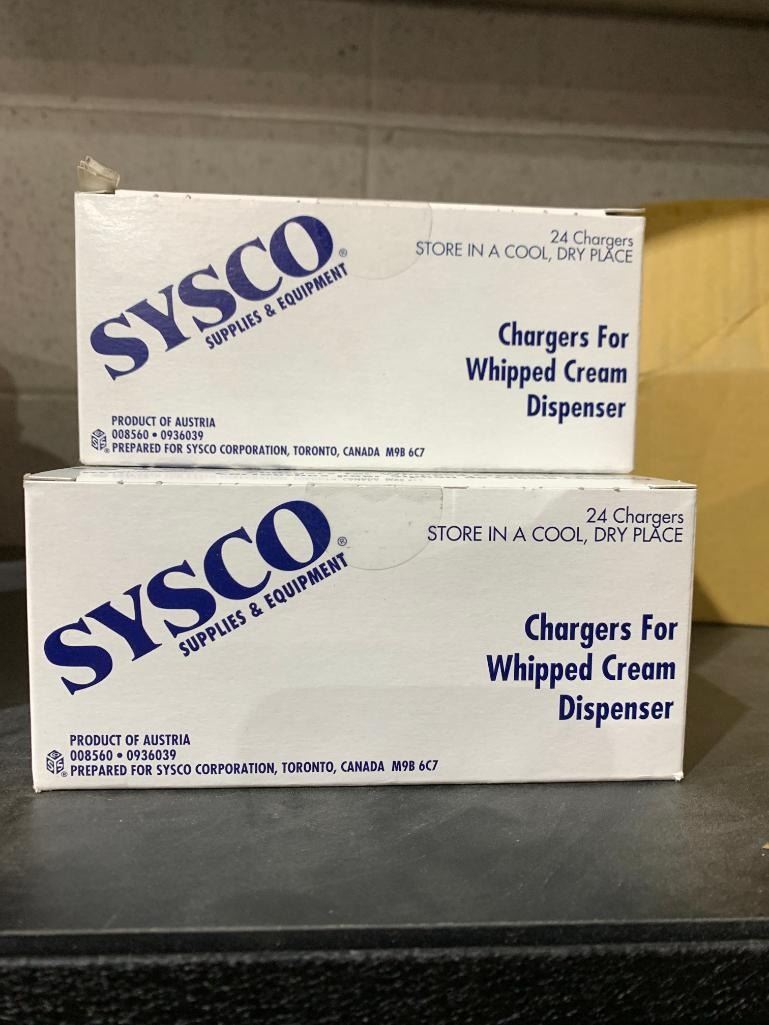 SYSCO®
SUPPLIES & EQUIPMENT
24 Chargers
STORE IN A COOL, DRY PLACE
Chargers For
Whipped Cream
Dispenser
PRODUCT OF AUSTRIA
008560 • 0936039
PREPARED FOR SYSCO CORPORATION, TORONTO, CANADA M9B 6C7
SYSCO®
SUPPLIES & EQUIPMENT
24 Chargers
STORE IN A COOL, DRY PLACE
Chargers For
Whipped Cream
Dispenser
PRODUCT OF AUSTRIA
008560 • 0936039
PREPARED FOR SYSCO CORPORATION, TORONTO, CANADA M9B 6C7